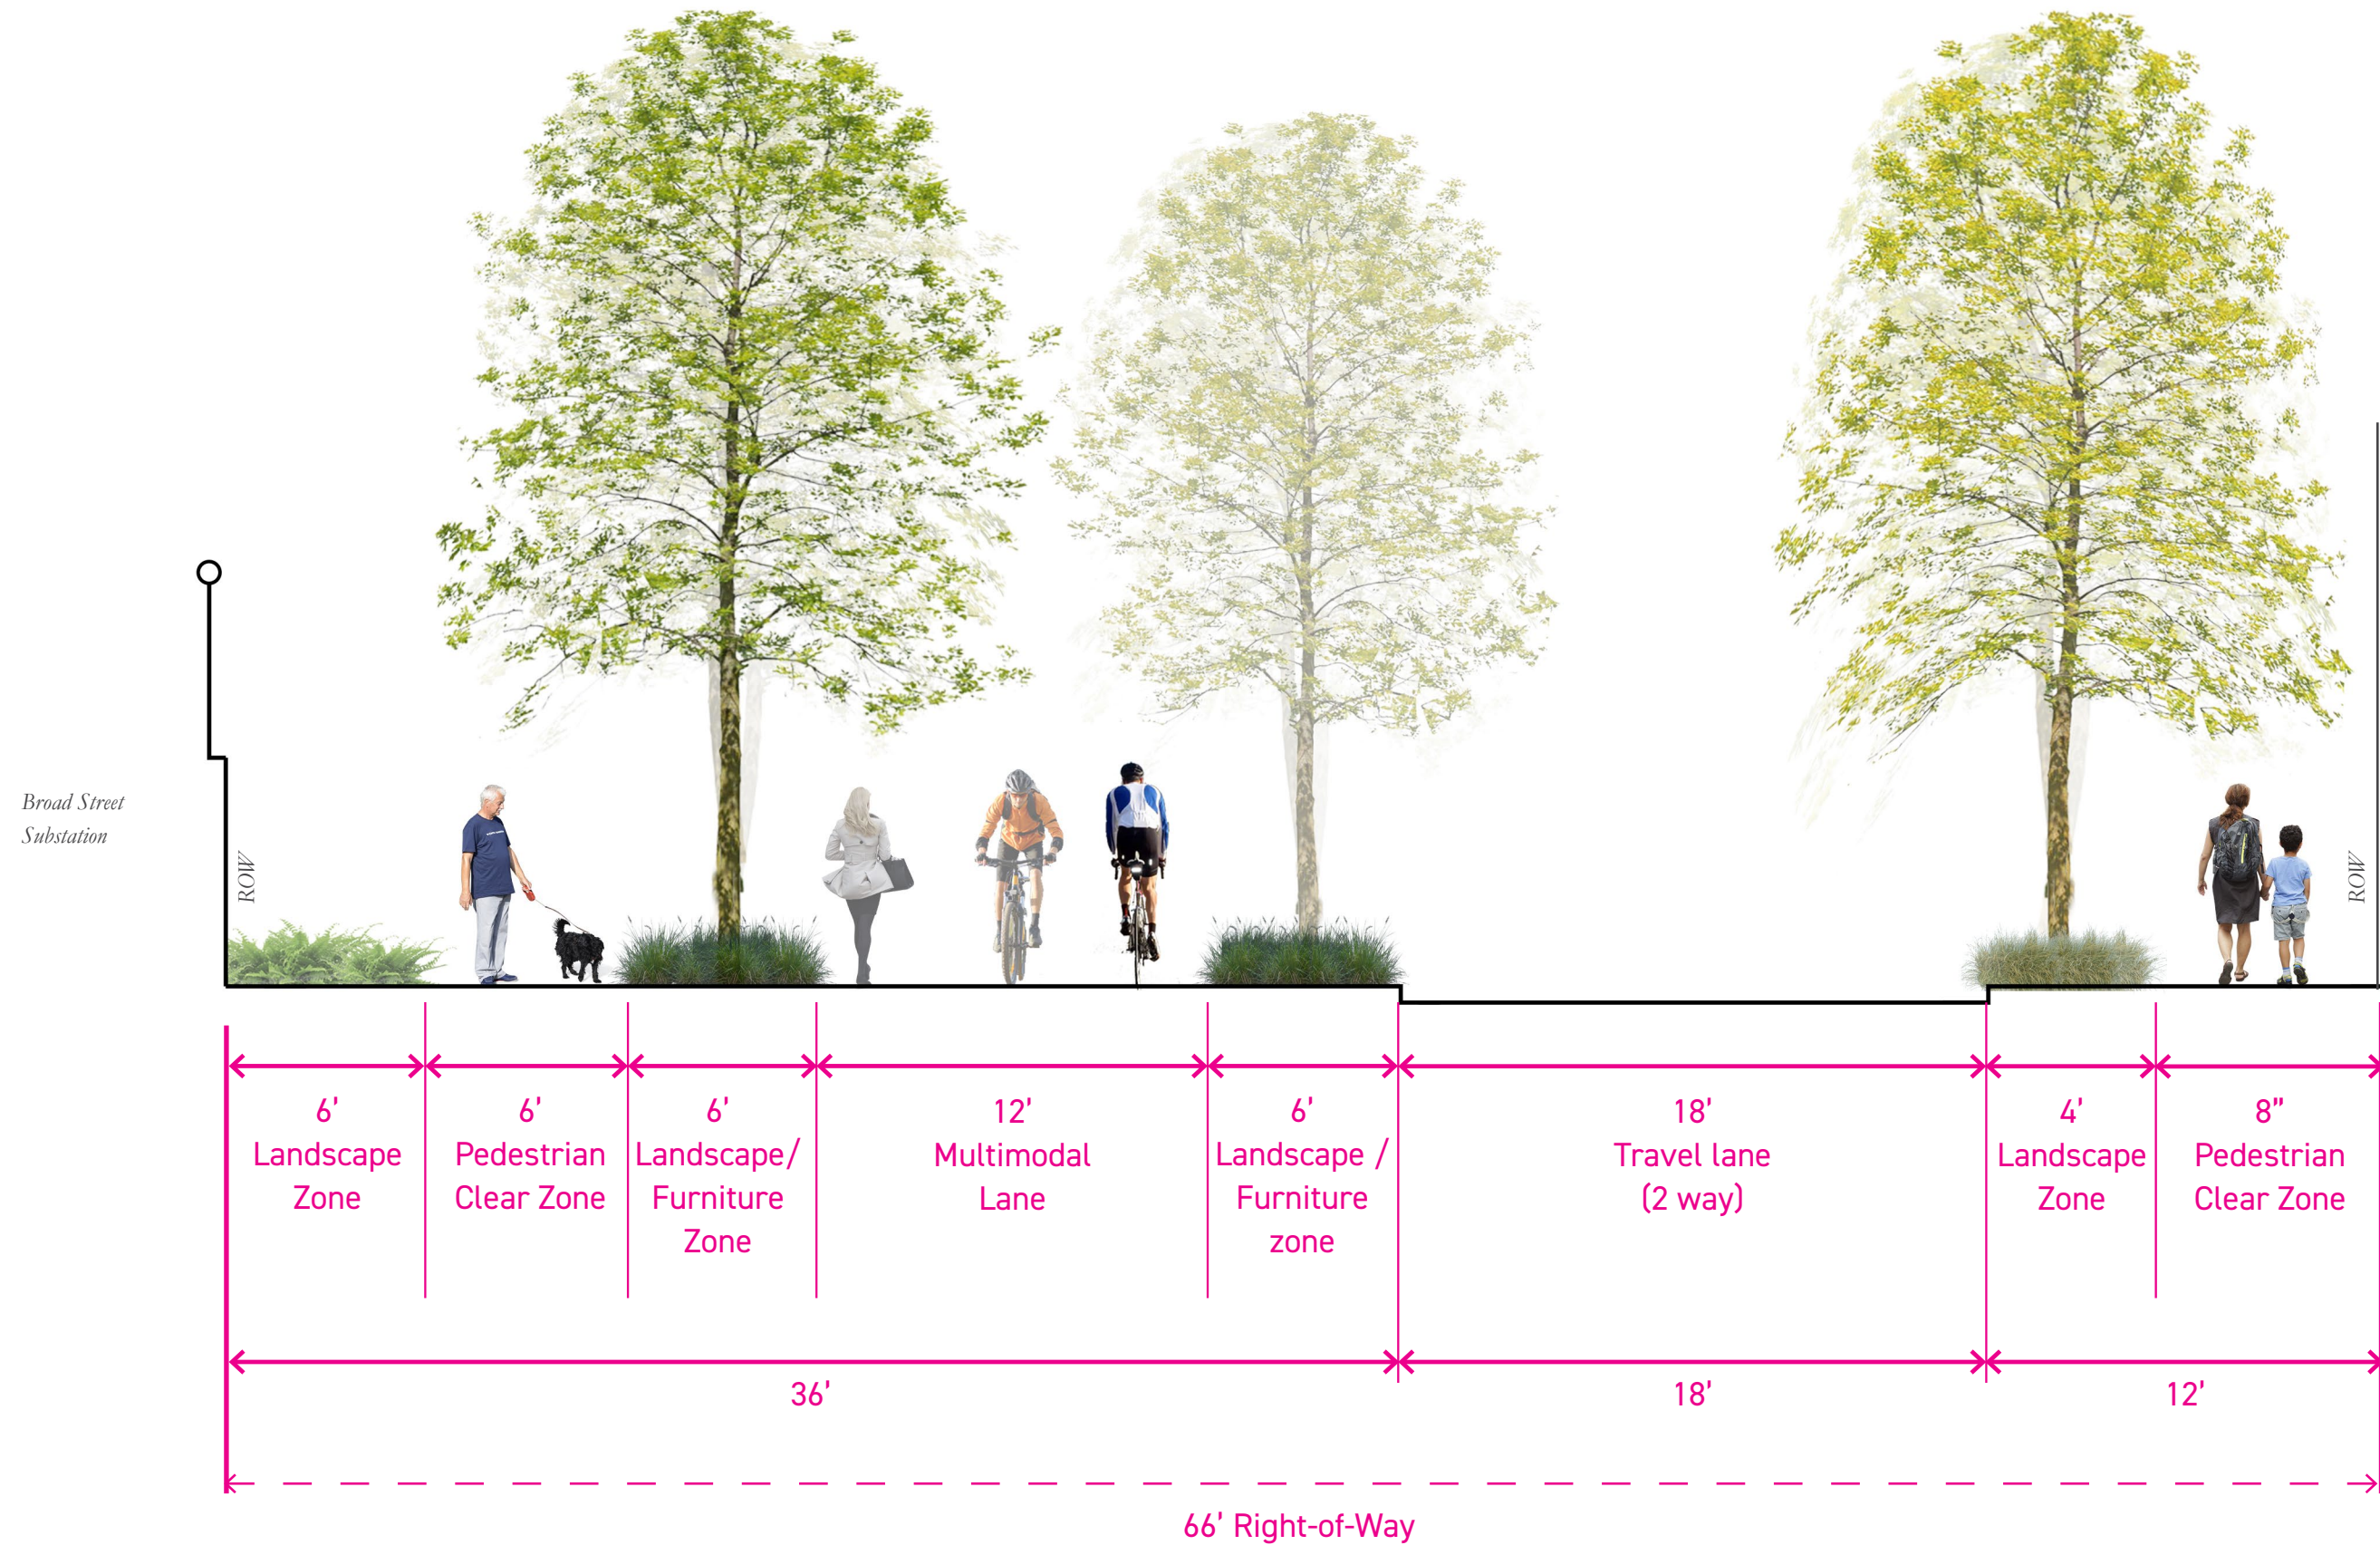 Broad Street
Substation
ROW
ROW
6’
Landscape
Zone
6’
Pedestrian
Clear Zone
6’
Landscape/
Furniture
Zone
12’
Multimodal
Lane
6’
Landscape /
Furniture
zone
18’
Travel lane
(2 way)
4’
Landscape
Zone
8”
Pedestrian
Clear Zone
36’
18’
12’
66’ Right-of-Way